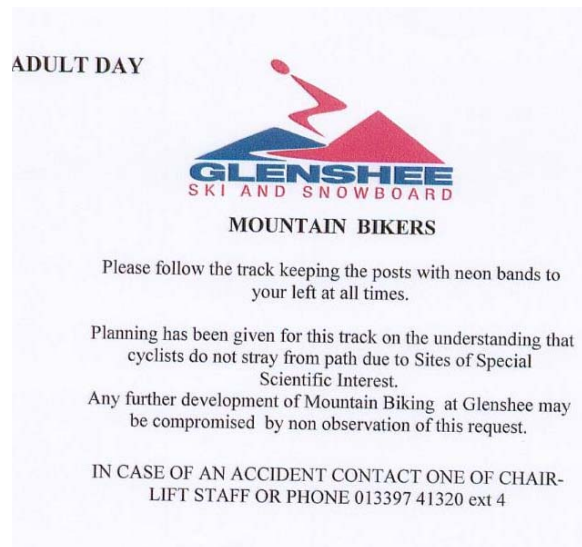 ADULT DAY
GLENSHEE
SKI AND SNOWBOARD
MOUNTAIN BIKERS
Please follow the track keeping the posts with neon bands to
your left at all times.
Planning has been given for this track on the understanding that
cyclists do not stray from path due to Sites of Special
Scientific Interest.
Any further development of Mountain Biking at Glenshee may
be compromised by non observation of this request.
IN CASE OF AN ACCIDENT CONTACT ONE OF CHAIR-
LIFT STAFF OR PHONE 013397 41320 ext 4